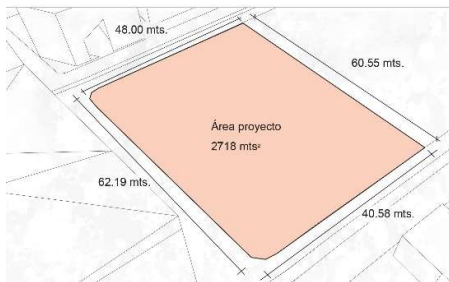 48.00 mts.
60.55 mts.
Área proyecto
2718 mts²
62.19 mts.
40.58 mts.